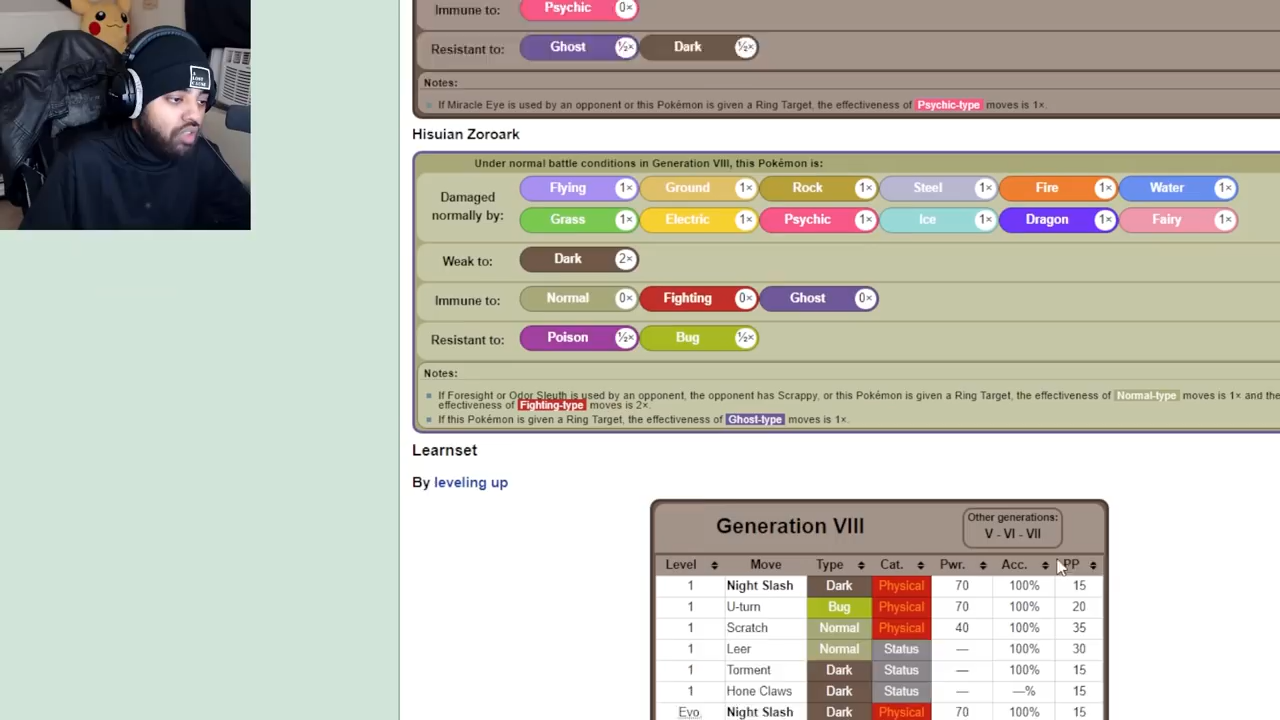 Immune to: Psychic 0×
Resistant to: Ghost ½× Dark ½×
Notes:
If Miracle Eye is used by an opponent or this Pokémon is given a Ring Target, the effectiveness of Psychic-type moves is 1×.
Hisuian Zoroark
Under normal battle conditions in Generation VIII, this Pokémon is:
Damaged normally by: Flying 1× Ground 1× Rock 1× Steel 1× Fire 1× Water 1×
Grass 1× Electric 1× Psychic 1× Ice 1× Dragon 1× Fairy 1×
Weak to: Dark 2×
Immune to: Normal 0× Fighting 0× Ghost 0×
Resistant to: Poison ½× Bug ½×
Notes:
If Foresight or Odor Sleuth is used by an opponent, the opponent has Scrappy, or this Pokémon is given a Ring Target, the effectiveness of Normal-type moves is 1× and the
effectiveness of Fighting-type moves is 2×.
If this Pokémon is given a Ring Target, the effectiveness of Ghost-type moves is 1×.
Learnset
By leveling up
Generation VIII
Other generations:
V - VI - VII
Level Move Type Cat. Pwr. Acc. PP
1 Night Slash Dark Physical 70 100% 15
1 U-turn Bug Physical 70 100% 20
1 Scratch Normal Physical 40 100% 35
1 Leer Normal Status — 100% 30
1 Torment Dark Status — 100% 15
1 Hone Claws Dark Status — —% 15
Evo. Night Slash Dark Physical 70 100% 15